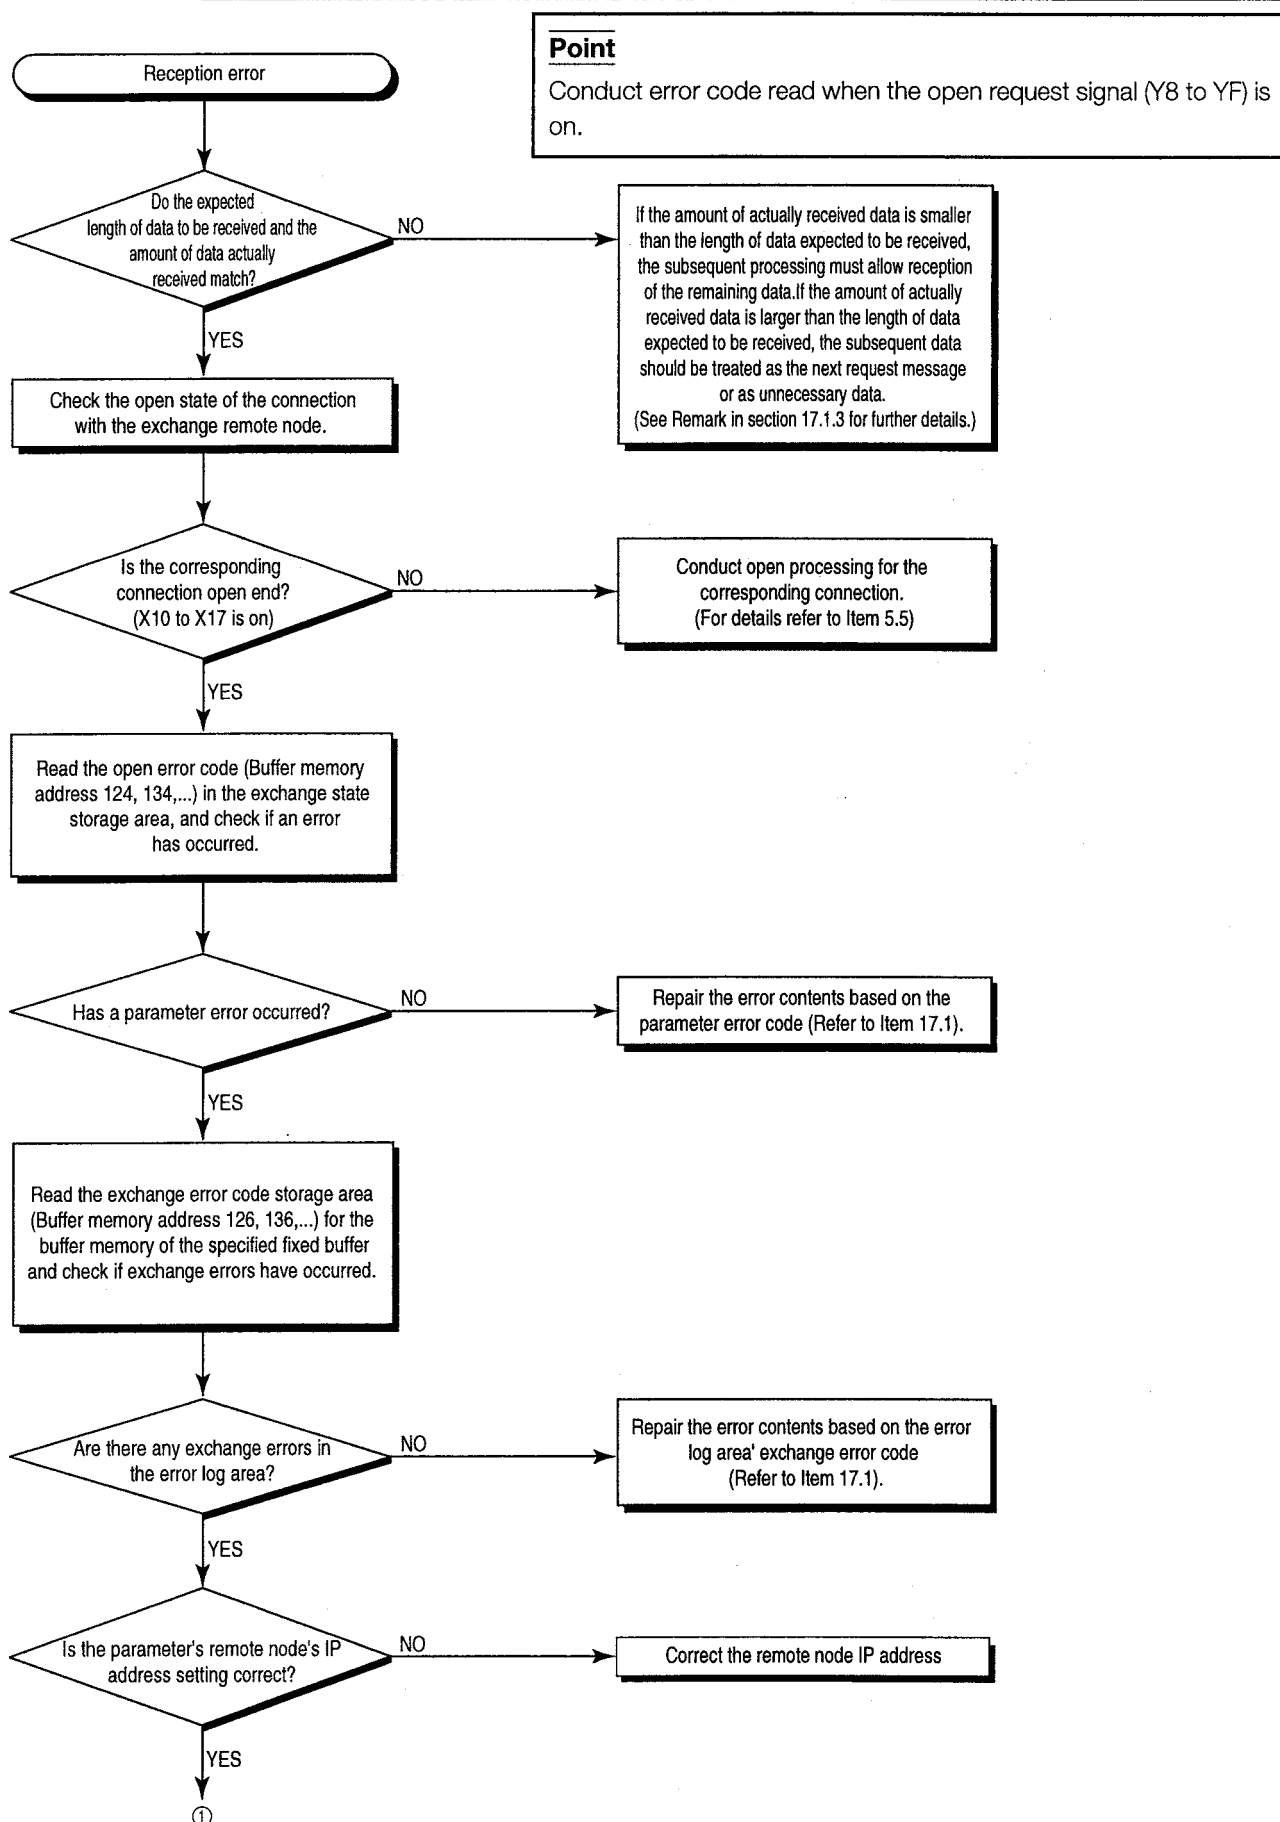 Point
Conduct error code read when the open request signal (Y8 to YF) is
on.
Reception error
Do the expected
length of data to be received and the
amount of data actually
received match?
NO
If the amount of actually received data is smaller
than the length of data expected to be received,
the subsequent processing must allow reception
of the remaining data.If the amount of actually
received data is larger than the length of data
expected to be received, the subsequent data
should be treated as the next request message
or as unnecessary data.
(See Remark in section 17.1.3 for further details.)
YES
Check the open state of the connection
with the exchange remote node.
Is the corresponding
connection open end?
(X10 to X17 is on)
NO
Conduct open processing for the
corresponding connection.
(For details refer to Item 5.5)
YES
Read the open error code (Buffer memory
address 124, 134,...) in the exchange state
storage area, and check if an error
has occurred.
Has a parameter error occurred?
NO
Repair the error contents based on the
parameter error code (Refer to Item 17.1).
YES
Read the exchange error code storage area
(Buffer memory address 126, 136,...) for the
buffer memory of the specified fixed buffer
and check if exchange errors have occurred.
Are there any exchange errors in
the error log area?
NO
Repair the error contents based on the error
log area' exchange error code
(Refer to Item 17.1).
YES
Is the parameter's remote node's IP
address setting correct?
NO
Correct the remote node IP address
YES
①